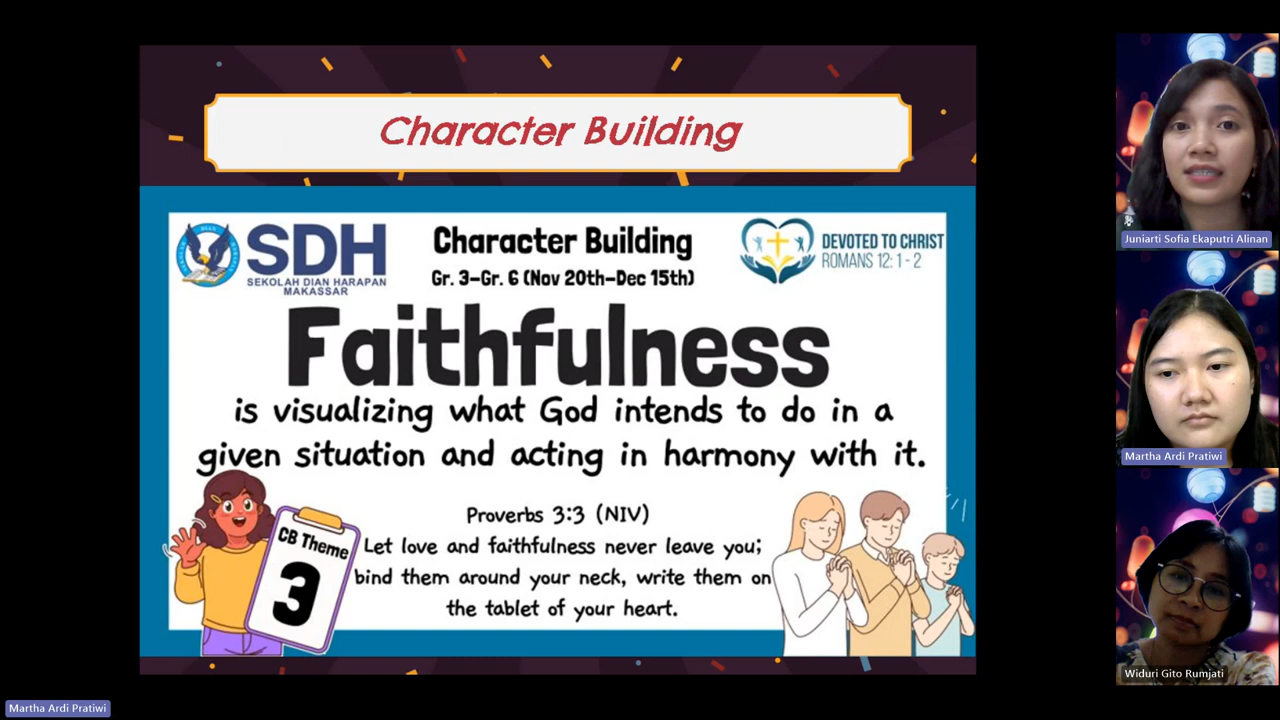 Character Building
SDH
SEKOLAH DIAN HARAPAN
MAKASSAR
Character Building
Gr. 3-Gr. 6 (Nov 20th-Dec 15th)
DEVOTED TO CHRIST
ROMANS 12: 1 - 2
Faithfulness
is visualizing what God intends to do in a
given situation and acting in harmony with it.
CB Theme
3
Proverbs 3:3 (NIV)
Let love and faithfulness never leave you;
bind them around your neck, write them on
the tablet of your heart.
Juniarti Sofia Ekaputri Alinan
Martha Ardi Pratiwi
Widuri Gito Rumjati
Martha Ardi Pratiwi